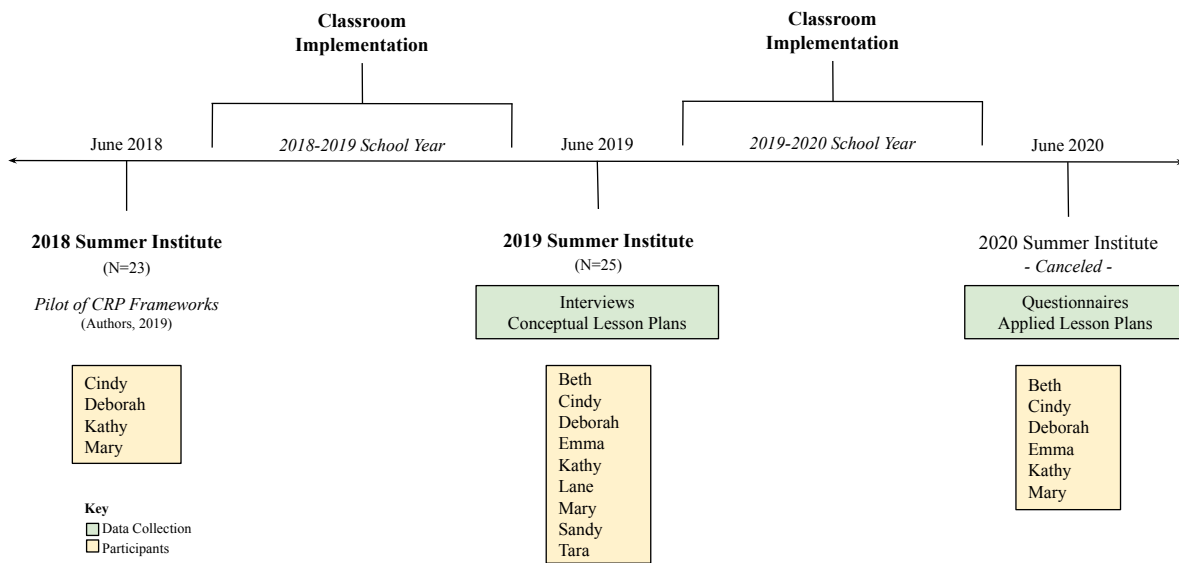 Classroom
Implementation
Classroom
Implementation
June 2018
2018-2019 School Year
June 2019
2019-2020 School Year
June 2020
2018 Summer Institute
(N=23)
Pilot of CRP Frameworks
(Authors, 2019)
Cindy
Deborah
Kathy
Mary
2019 Summer Institute
(N=25)
Interviews
Conceptual Lesson Plans
Beth
Cindy
Deborah
Emma
Kathy
Lane
Mary
Sandy
Tara
2020 Summer Institute
- Canceled -
Questionnaires
Applied Lesson Plans
Beth
Cindy
Deborah
Emma
Kathy
Mary
Key
Data Collection
Participants